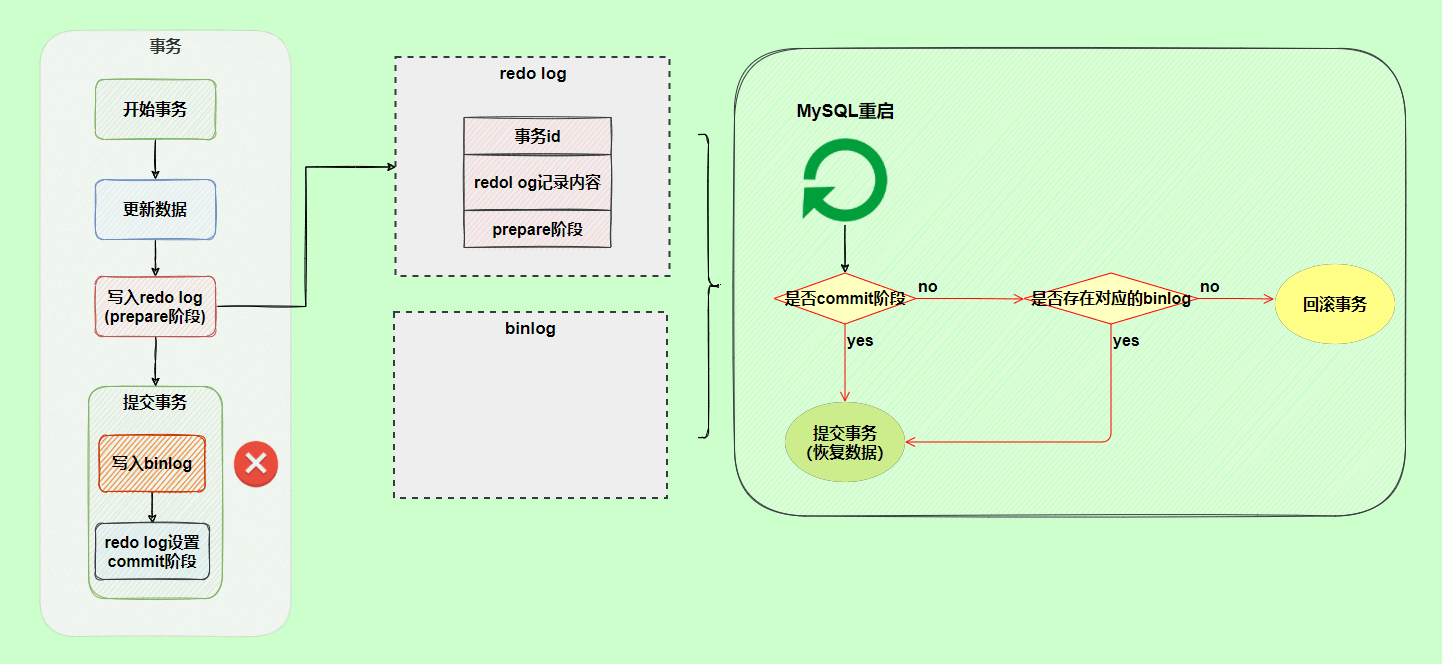 事务
开始事务
更新数据
写入redo log
(prepare阶段)
提交事务
写入binlog
redo log设置
commit阶段
redo log
事务id
redol og记录内容
prepare阶段
binlog
MySQL重启
是否commit阶段
no
是否存在对应的binlog
no
回滚事务
yes
yes
提交事务
(恢复数据)